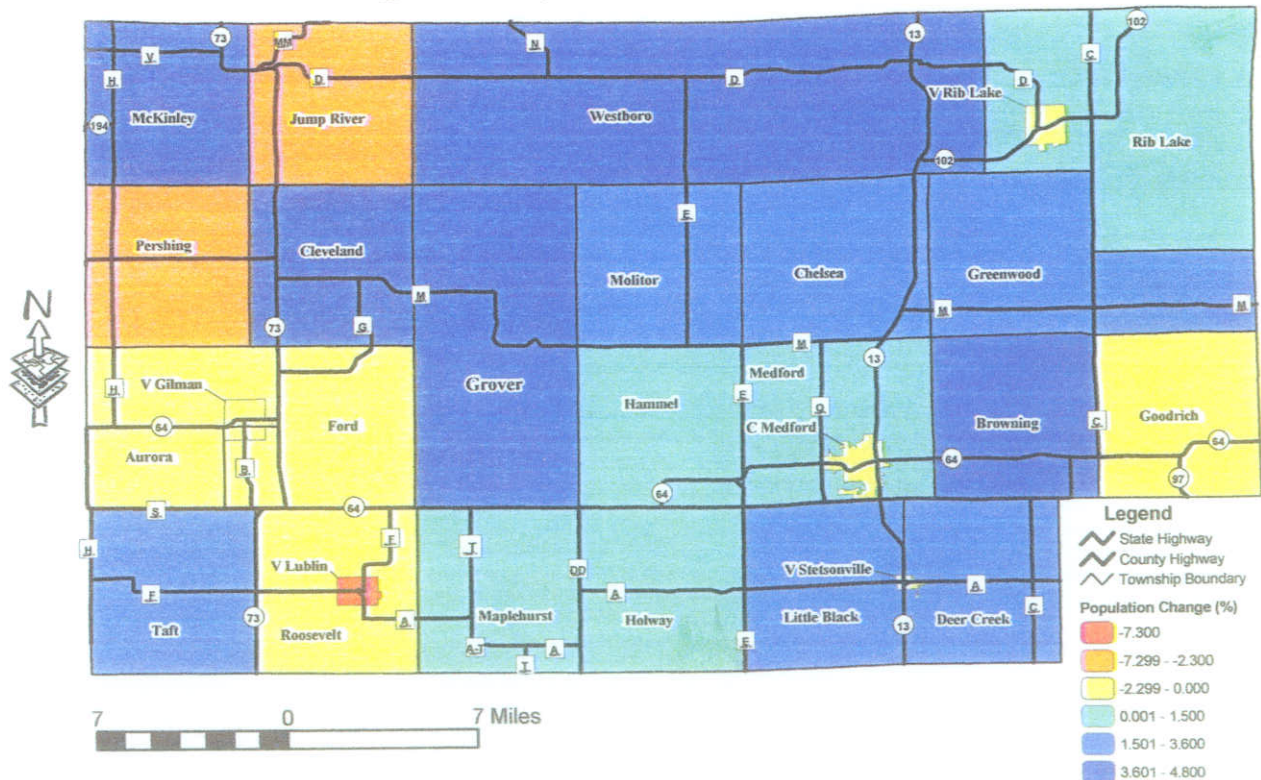 73
MM
N
13
102
V
H
D
D
C
D
V Rib Lake
194
McKinley
Jump River
Westboro
Rib Lake
102
E
Pershing
Cleveland
Molitor
Chelsea
Greenwood
N
M
M
M
73
G
M
13
H
V Gilman
Medford
Grover
Hammel
E
Q
64
Ford
C Medford
Browning
C
Goodrich
64
Aurora
B
64
64
97
S
64
Legend
State Highway
County Highway
Township Boundary
H
F
T
DD
V Lublin
V Stetsonville
A
F
A
Maplehurst
A
Holway
Little Black
Deer Creek
C
Taft
73
Roosevelt
A-T
A
T
E
13
Population Change (%)
-7.300
-7.299 - -2.300
-2.299 - 0.000
0.001 - 1.500
1.501 - 3.600
3.601 - 4.800
7 0 7 Miles